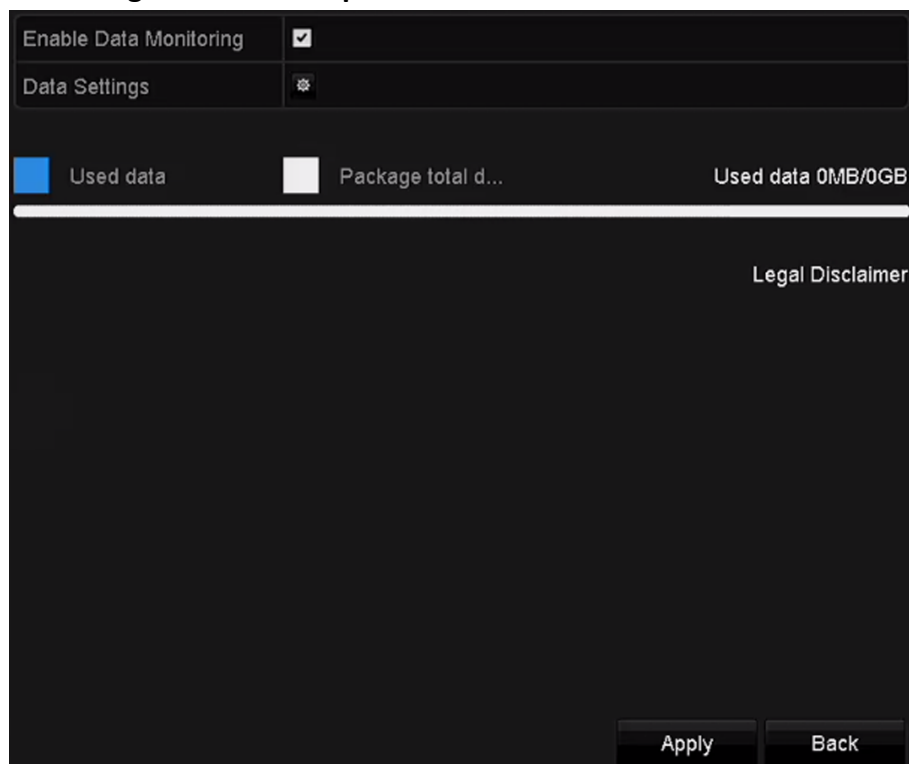 Enable Data Monitoring
Data Settings
Used data Package total d... Used data 0MB/0GB
Legal Disclaimer
Apply Back